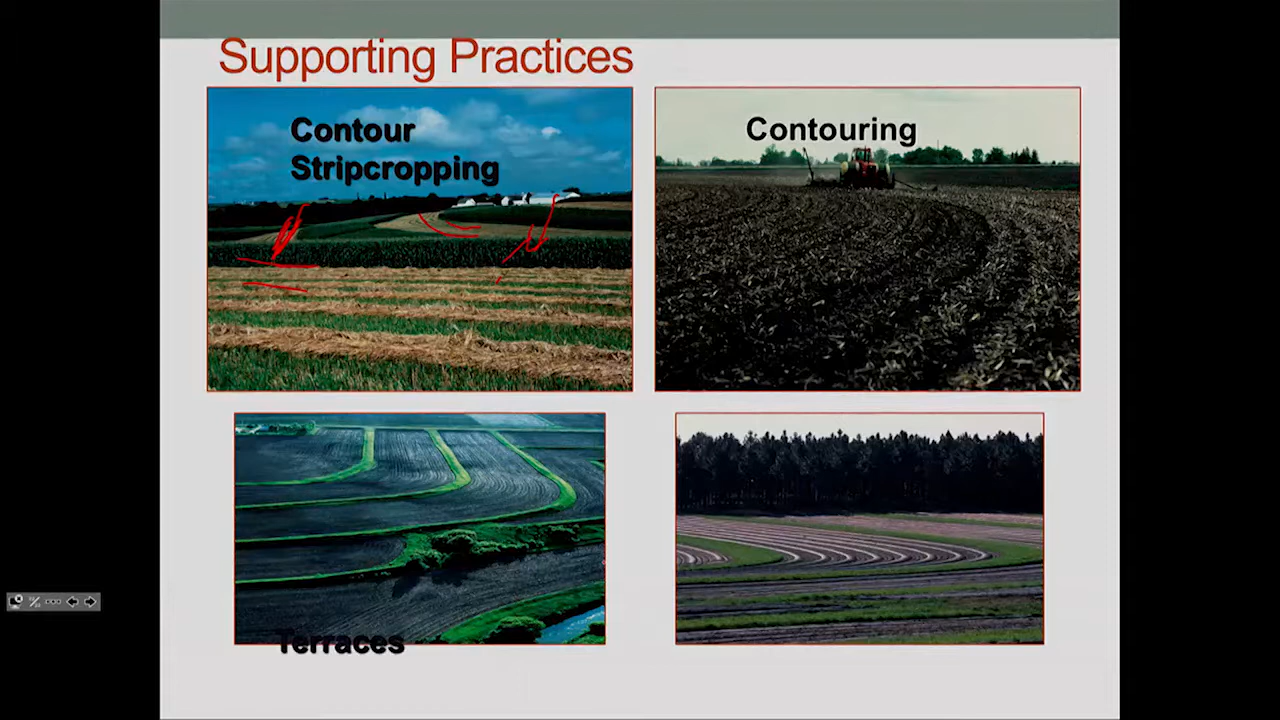 Supporting Practices
Contour
Stripcropping
Contouring
Terraces